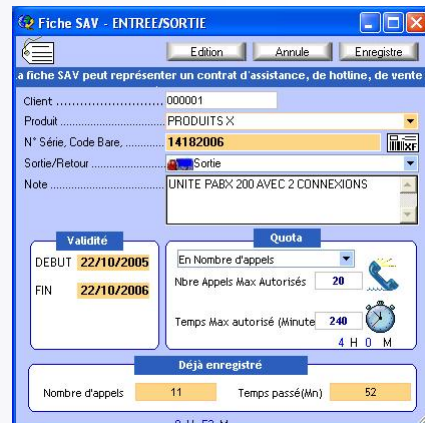 Fiche SAV - ENTREE/SORTIE
Edition Annule Enregistre
a fiche SAV peut représenter un contrat d'assistance, de hotline, de vente
Client ........................... 000001
Produit ......................... PRODUITS X
N° Série, Code Bare, ........... 14182006
Sortie/Retour .................. Sortie
Note ............................ UNITE PABX 200 AVEC 2 CONNEXIONS
Validité
DEBUT 22/10/2005
FIN 22/10/2006
Quota
En Nombre d'appels
Nbre Appels Max Autorisés 20
Temps Max autorisé (Minute 240
4 H 0 M
Déjà enregistré
Nombre d'appels 11 Temps passé(Mn) 52